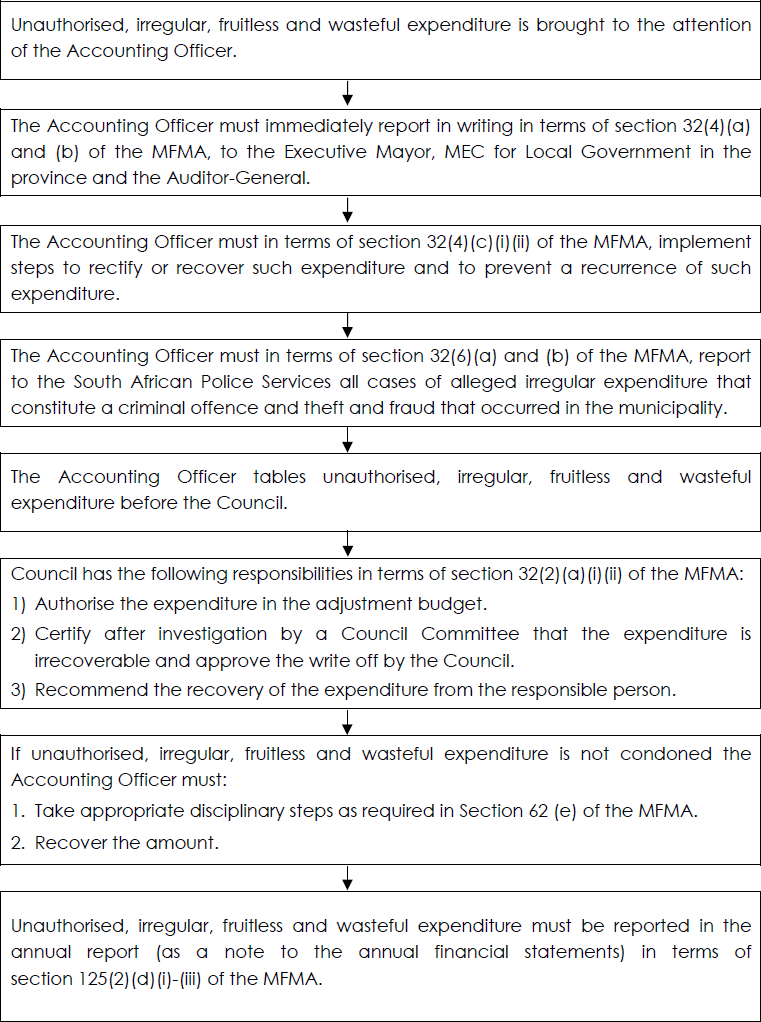 Unauthorised, irregular, fruitless and wasteful expenditure is brought to the attention
of the Accounting Officer.
The Accounting Officer must immediately report in writing in terms of section 32(4)(a)
and (b) of the MFMA, to the Executive Mayor, MEC for Local Government in the
province and the Auditor-General.
The Accounting Officer must in terms of section 32(4)(c)(i)(ii) of the MFMA, implement
steps to rectify or recover such expenditure and to prevent a recurrence of such
expenditure.
The Accounting Officer must in terms of section 32(6)(a) and (b) of the MFMA, report
to the South African Police Services all cases of alleged irregular expenditure that
constitute a criminal offence and theft and fraud that occurred in the municipality.
The Accounting Officer tables unauthorised, irregular, fruitless and wasteful
expenditure before the Council.
Council has the following responsibilities in terms of section 32(2)(a)(i)(ii) of the MFMA:
1) Authorise the expenditure in the adjustment budget.
2) Certify after investigation by a Council Committee that the expenditure is
irrecoverable and approve the write off by the Council.
3) Recommend the recovery of the expenditure from the responsible person.
If unauthorised, irregular, fruitless and wasteful expenditure is not condoned the
Accounting Officer must:
1. Take appropriate disciplinary steps as required in Section 62 (e) of the MFMA.
2. Recover the amount.
Unauthorised, irregular, fruitless and wasteful expenditure must be reported in the
annual report (as a note to the annual financial statements) in terms of
section 125(2)(d)(i)-(iii) of the MFMA.